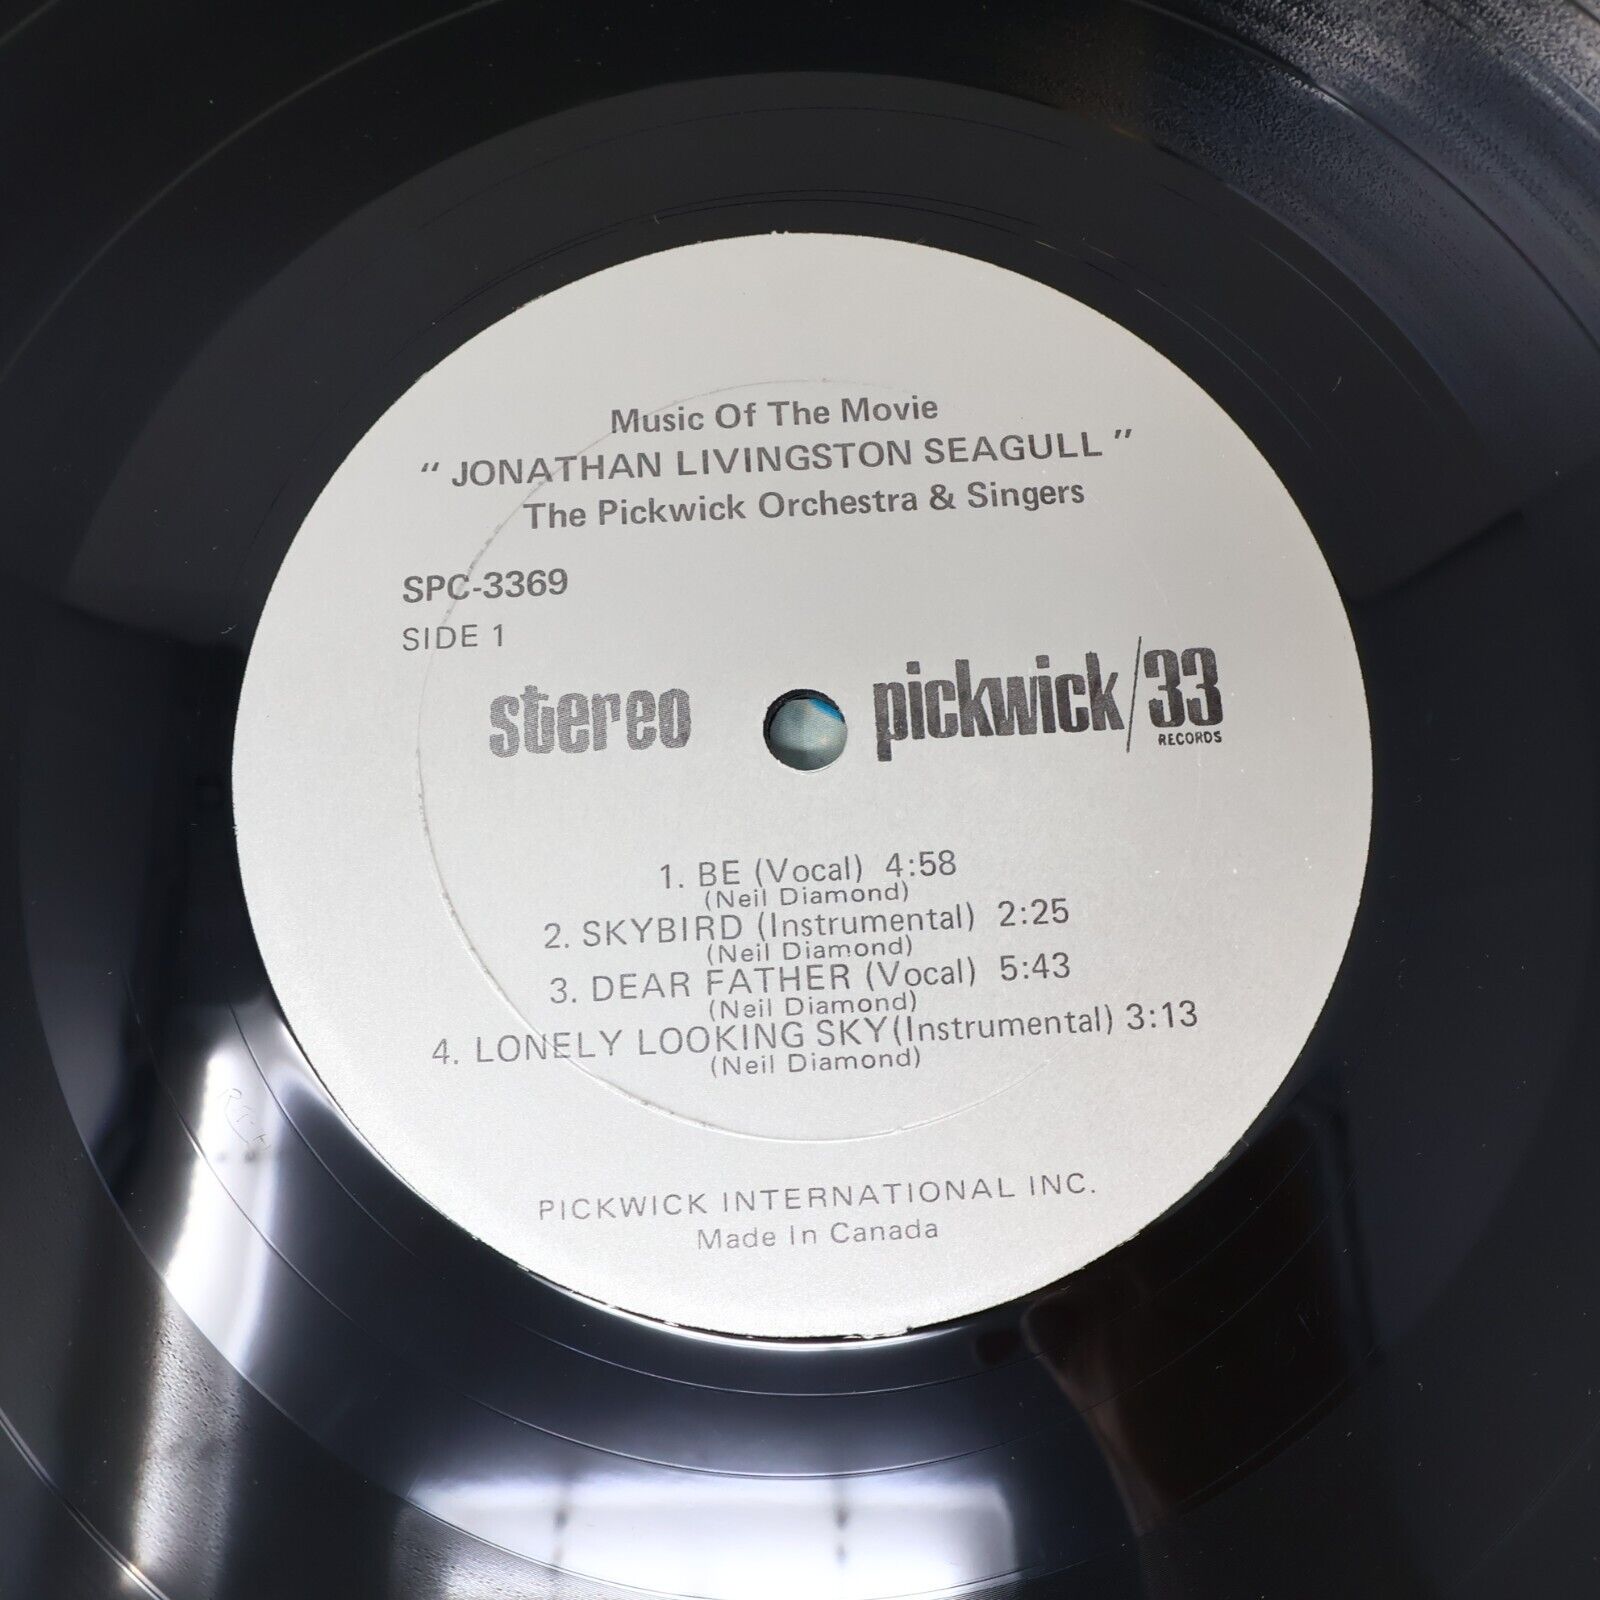 Music Of The Movie
“ JONATHAN LIVINGSTON SEAGULL ”
The Pickwick Orchestra & Singers
SPC-3369
SIDE 1
stereo
pickwick/33
RECORDS
1. BE (Vocal) 4:58
(Neil Diamond)
2. SKYBIRD (Instrumental) 2:25
(Neil Diamond)
3. DEAR FATHER (Vocal) 5:43
(Neil Diamond)
4. LONELY LOOKING SKY(Instrumental) 3:13
(Neil Diamond)
PICKWICK INTERNATIONAL INC.
Made In Canada